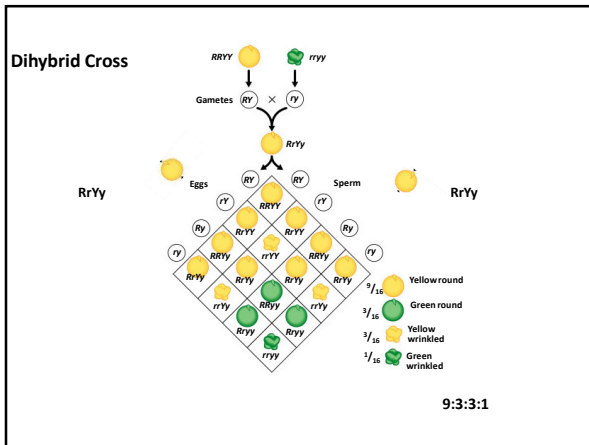 Dihybrid Cross
RRYY
rryy
Gametes RY × ry
RrYy
RrYy
Eggs
Sperm
RrYy
RY RY
rY rY
Ry Ry
ry ry
RRYY
RrYY RrYY
RRYy rrYY RRYy
RrYy RrYy RrYy RrYy
rrYy RRyy rrYy
Rryy Rryy
rryy
9/16 Yellow round
3/16 Green round
3/16 Yellow
wrinkled
1/16 Green
wrinkled
9:3:3:1